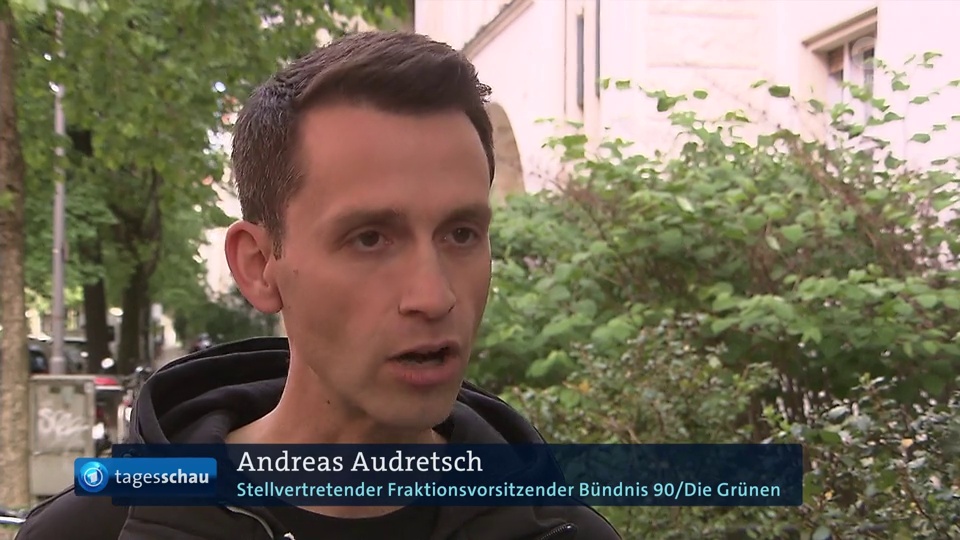 tagesschau
Andreas Audretsch
Stellvertretender Fraktionsvorsitzender Bündnis 90/Die Grünen